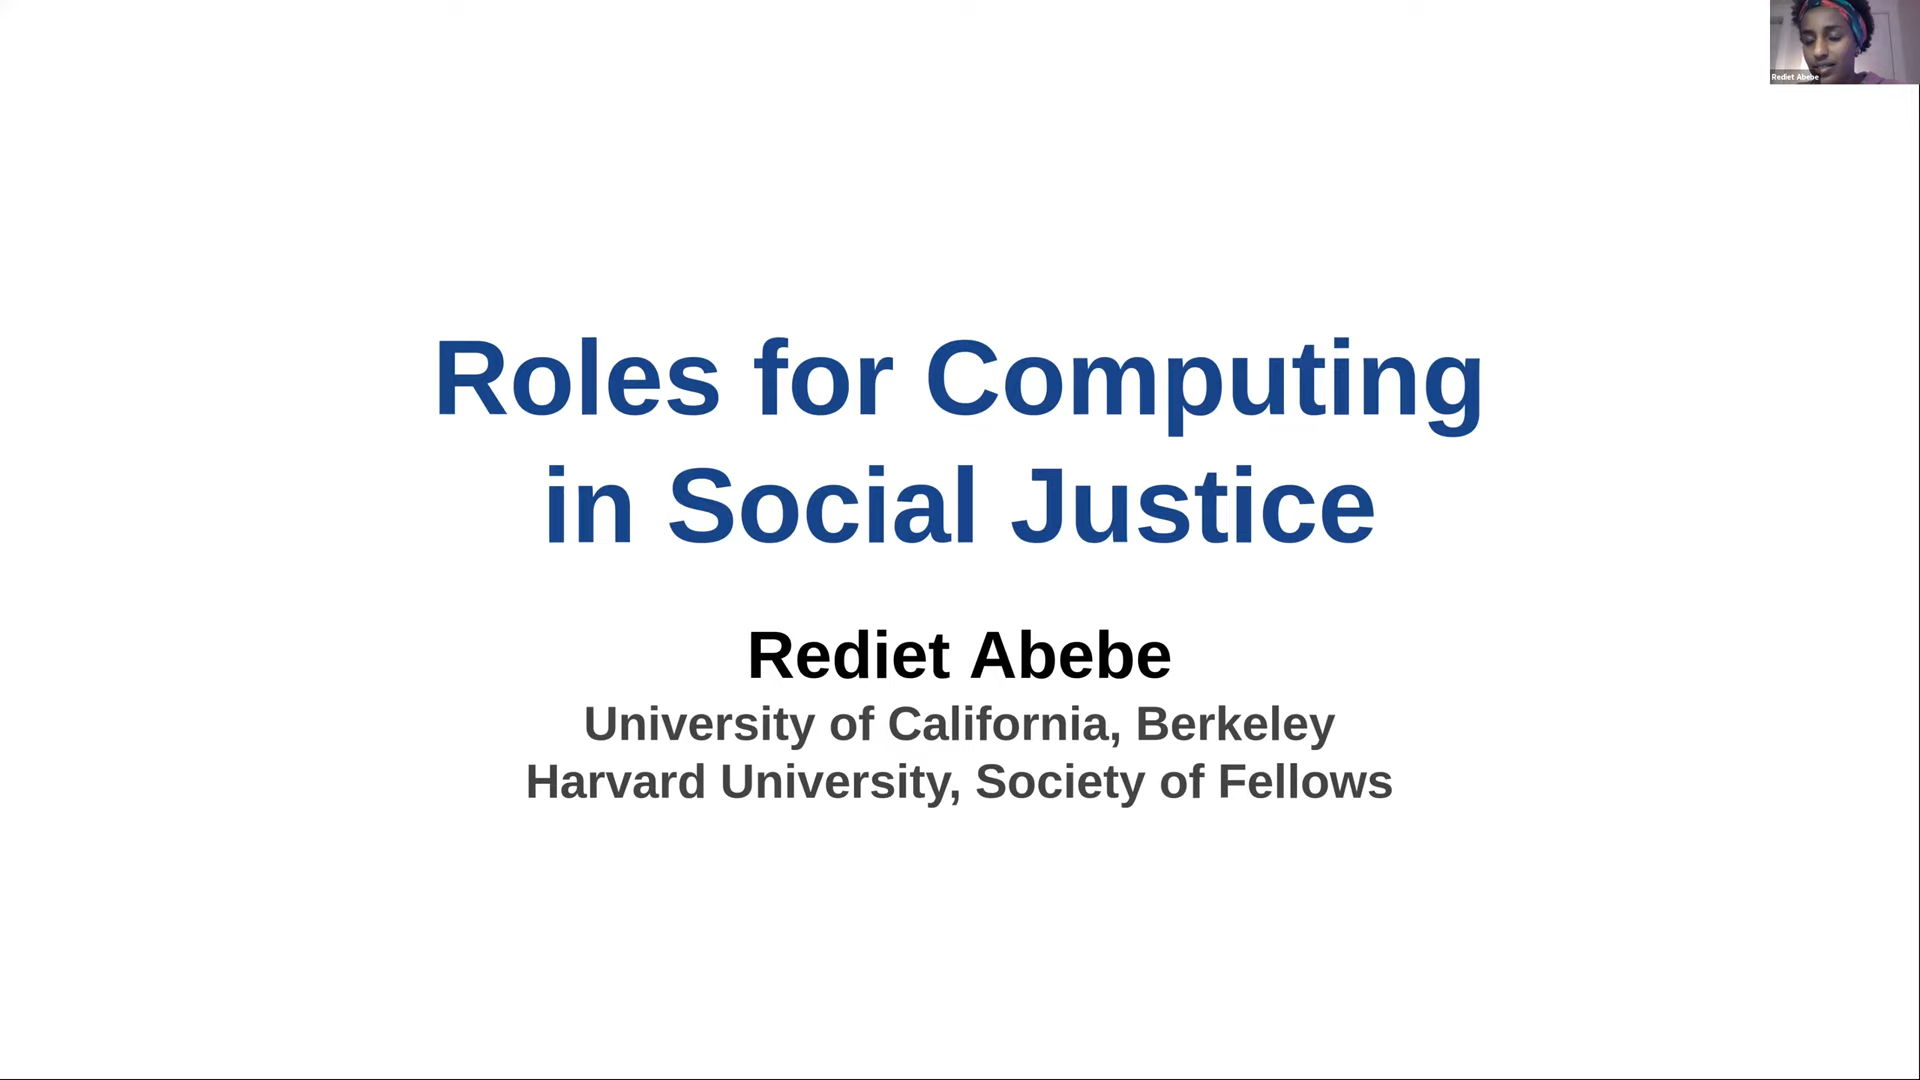 Rediet Abebe
Roles for Computing
in Social Justice
Rediet Abebe
University of California, Berkeley
Harvard University, Society of Fellows